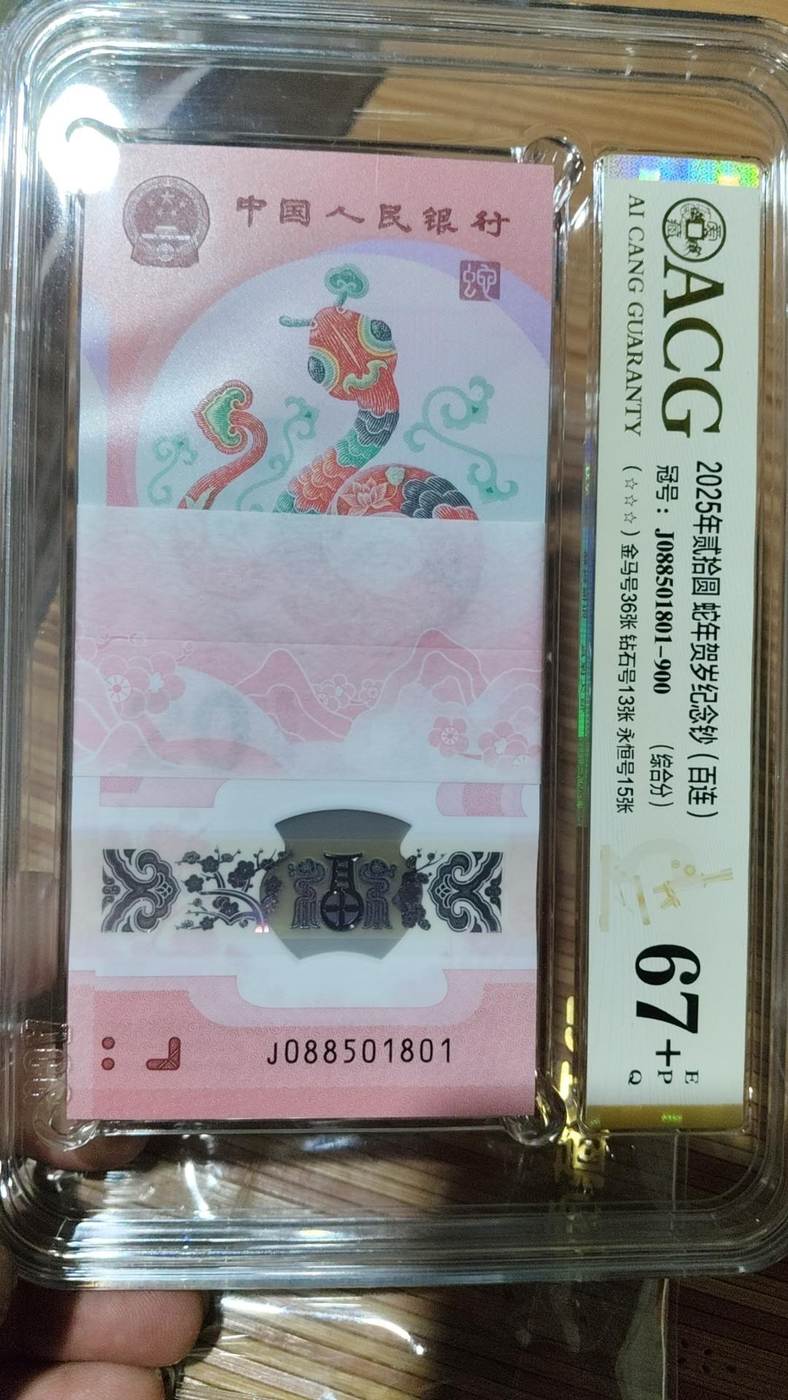 中国人民银行
蛇
J088501801
ACG
AI CANG GUARANTY
2025年贰拾圆 蛇年贺岁纪念钞（百连）
冠号：J088501801-900 （综合分）
（☆☆☆）金马号36张 钻石号13张 永恒号15张
67+
E
P
Q